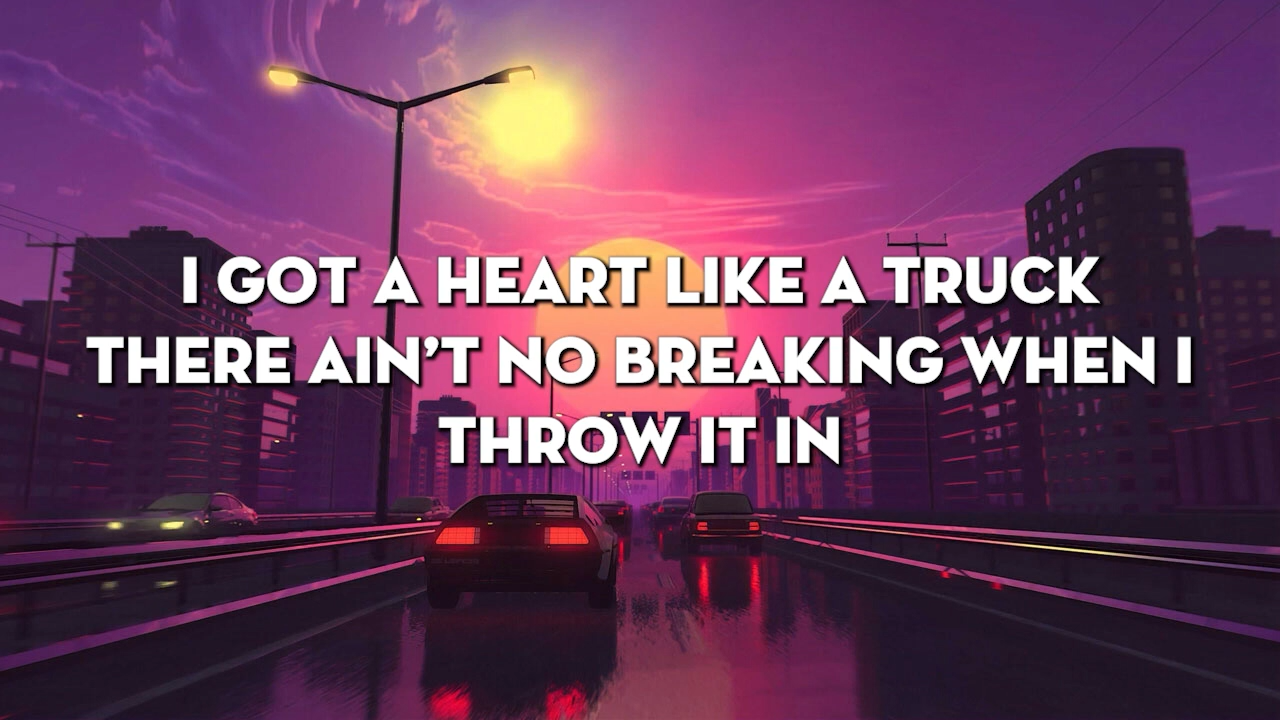 I GOT A HEART LIKE A TRUCK
THERE AIN’T NO BREAKING WHEN I
THROW IT IN